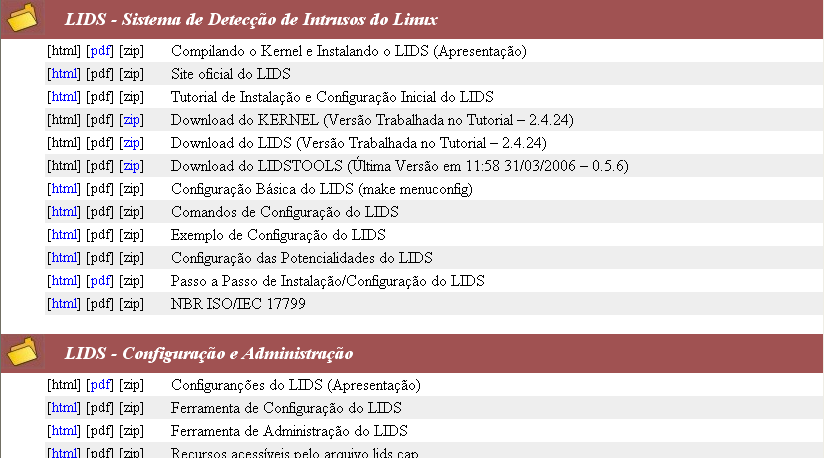 LIDS - Sistema de Detecção de Intrusos do Linux
[html] [pdf] [zip] Compilando o Kernel e Instalando o LIDS (Apresentação)
[html] [pdf] [zip] Site oficial do LIDS
[html] [pdf] [zip] Tutorial de Instalação e Configuração Inicial do LIDS
[html] [pdf] [zip] Download do KERNEL (Versão Trabalhada no Tutorial – 2.4.24)
[html] [pdf] [zip] Download do LIDS (Versão Trabalhada no Tutorial – 2.4.24)
[html] [pdf] [zip] Download do LIDSTOOLS (Última Versão em 11:58 31/03/2006 – 0.5.6)
[html] [pdf] [zip] Configuração Básica do LIDS (make menuconfig)
[html] [pdf] [zip] Comandos de Configuração do LIDS
[html] [pdf] [zip] Exemplo de Configuração do LIDS
[html] [pdf] [zip] Configuração das Potencialidades do LIDS
[html] [pdf] [zip] Passo a Passo de Instalação/Configuração do LIDS
[html] [pdf] [zip] NBR ISO/IEC 17799
LIDS - Configuração e Administração
[html] [pdf] [zip] Configuranções do LIDS (Apresentação)
[html] [pdf] [zip] Ferramenta de Configuração do LIDS
[html] [pdf] [zip] Ferramenta de Administração do LIDS
[html] [pdf] [zip] Recursos acessíveis pelo arquivo lids.cap